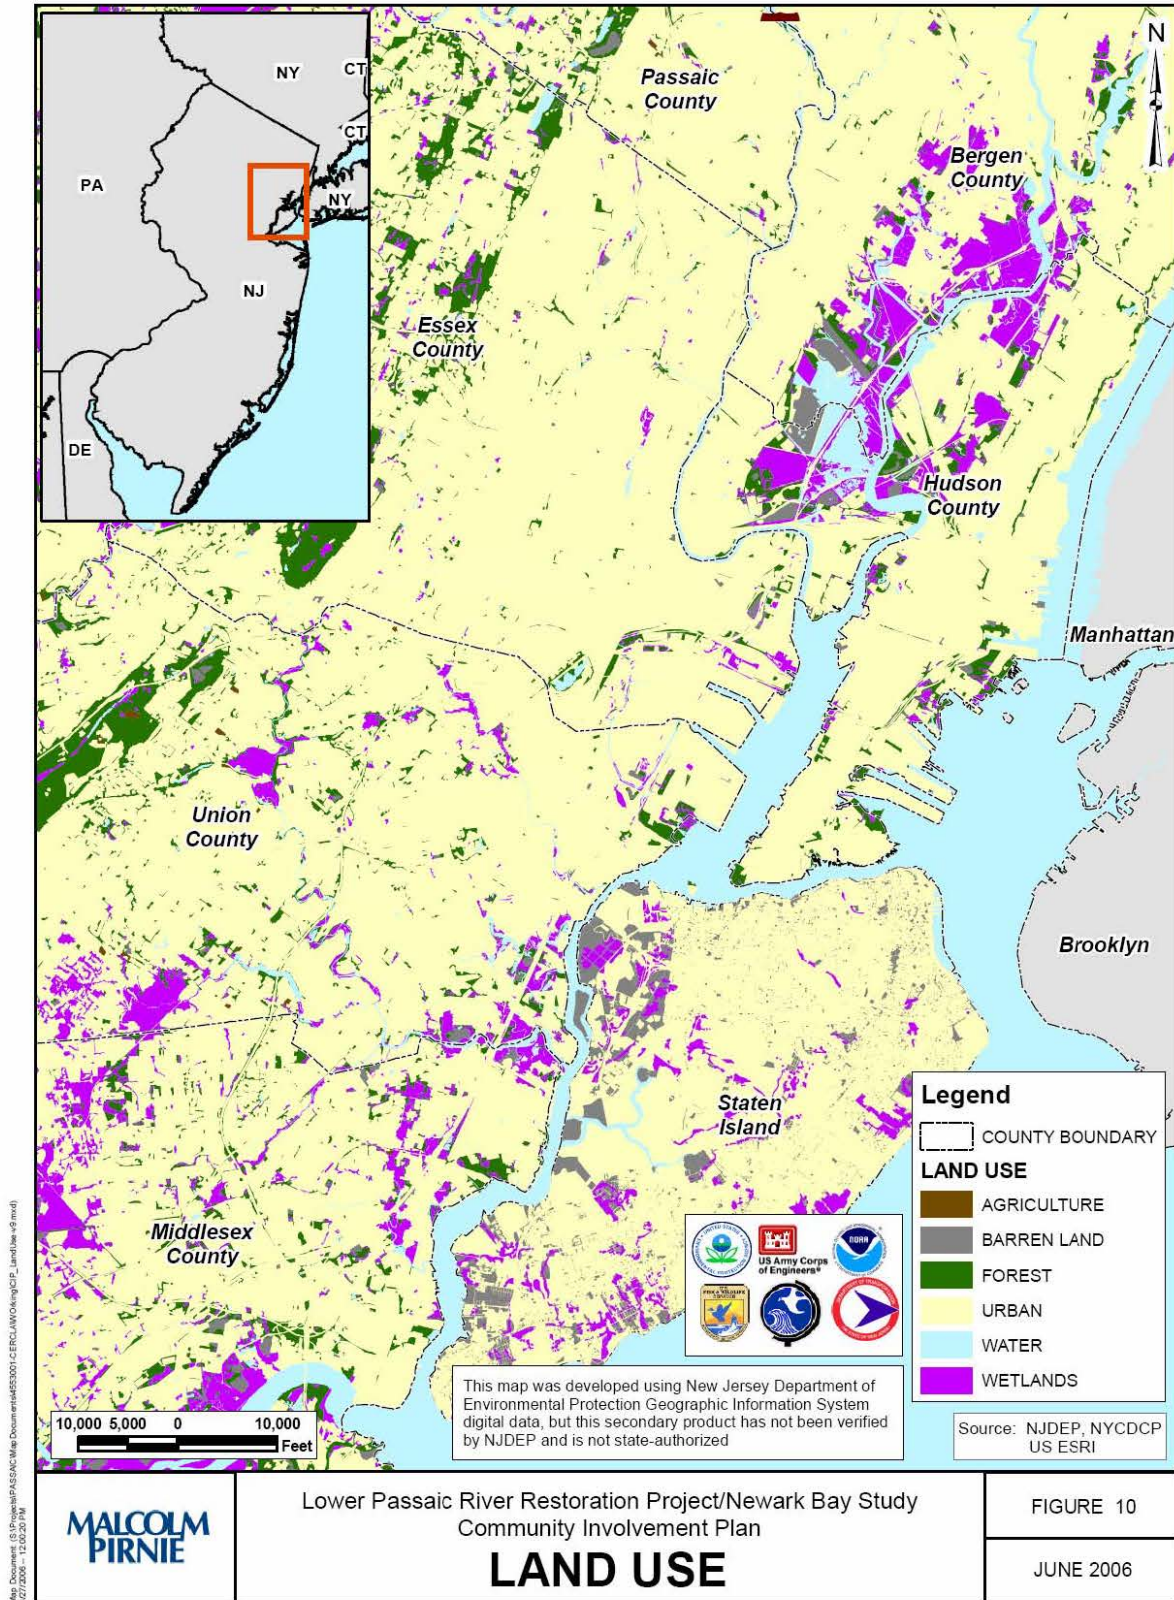 NY
CT
CT
PA
NY
NJ
DE
N
Passaic
County
Bergen
County
Essex
County
Hudson
County
Manhattan
Union
County
Brooklyn
Staten
Island
Middlesex
County
Legend
COUNTY BOUNDARY
LAND USE
AGRICULTURE
BARREN LAND
FOREST
URBAN
WATER
WETLANDS
US Army Corps
of Engineers®
NOAA
This map was developed using New Jersey Department of
Environmental Protection Geographic Information System
digital data, but this secondary product has not been verified
by NJDEP and is not state-authorized
Source: NJDEP, NYCDCP
US ESRI
10,000 5,000 0 10,000
Feet
MALCOLM
PIRNIE
Lower Passaic River Restoration Project/Newark Bay Study
Community Involvement Plan
LAND USE
FIGURE 10
JUNE 2006